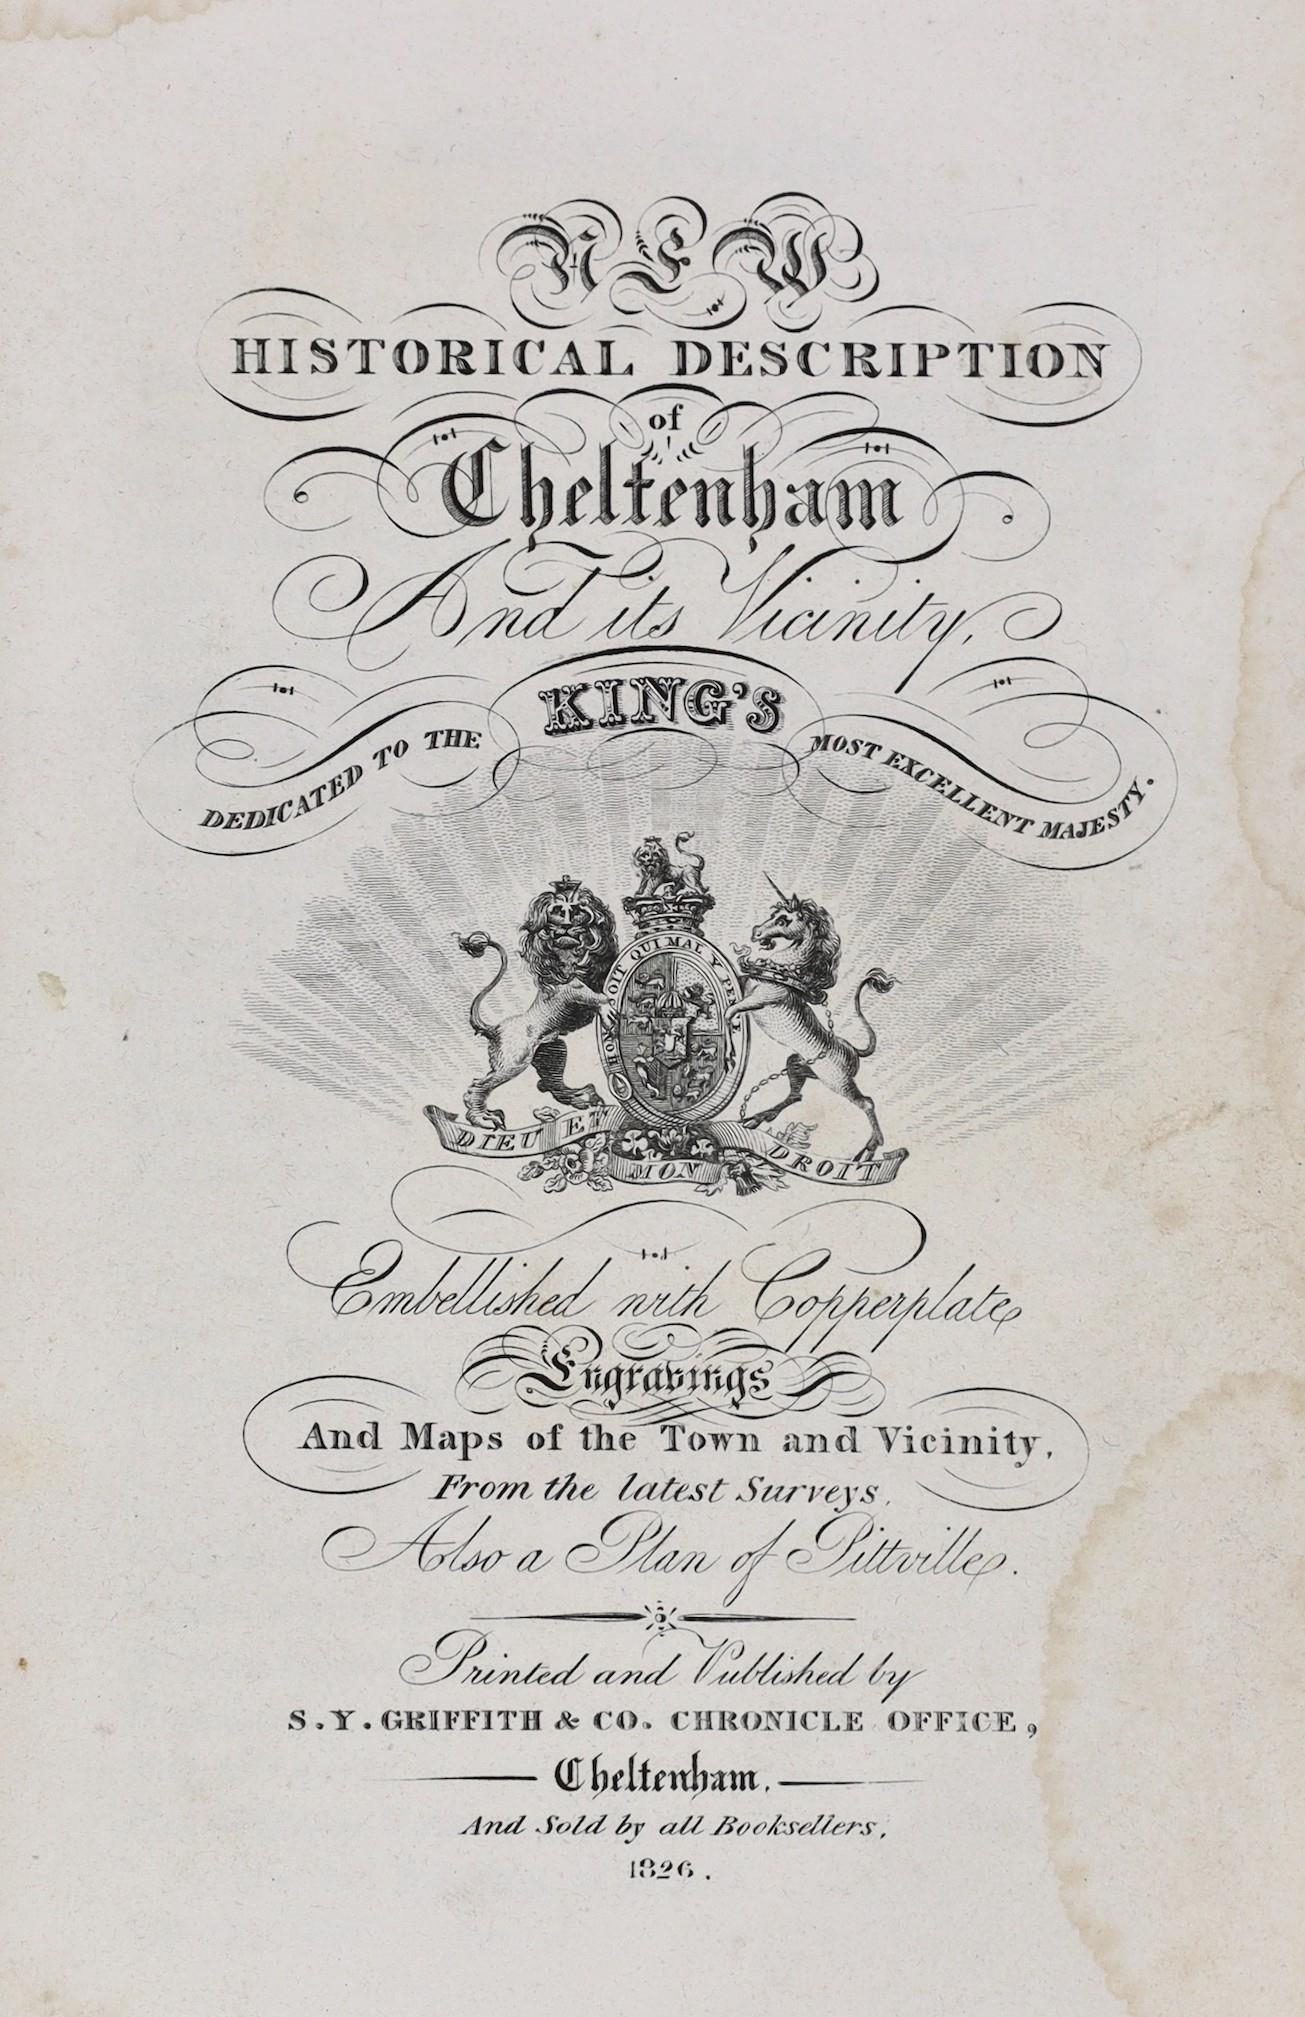 NEW
HISTORICAL DESCRIPTION
of
Cheltenham
And its Vicinity,
DEDICATED TO THE KING'S MOST EXCELLENT MAJESTY.
HONI SOIT QUI MAL Y PENSE
DIEU ET MON DROIT
Embellished with Copperplate
Engravings
And Maps of the Town and Vicinity,
From the latest Surveys,
Also a Plan of Pittville.
Printed and Published by
S.Y. GRIFFITH & CO. CHRONICLE OFFICE,
Cheltenham,
And Sold by all Booksellers,
1826.